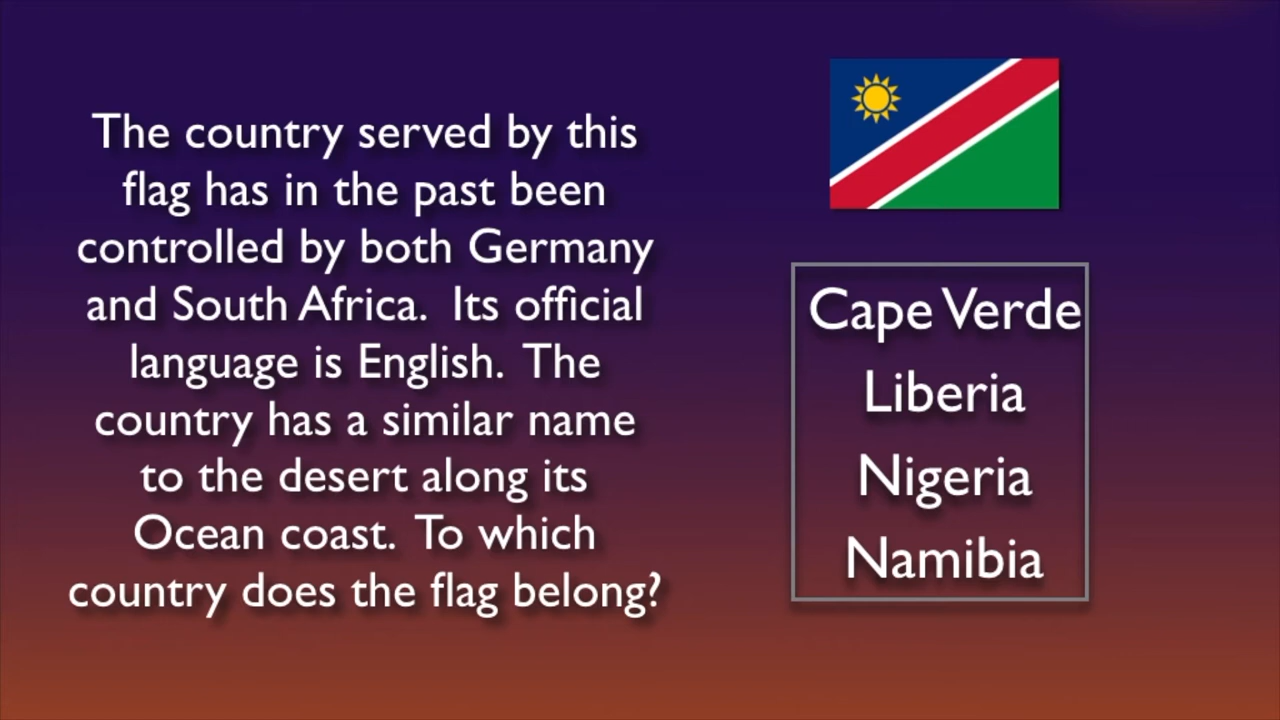 The country served by this
flag has in the past been
controlled by both Germany
and South Africa. Its official
language is English. The
country has a similar name
to the desert along its
Ocean coast. To which
country does the flag belong?
Cape Verde
Liberia
Nigeria
Namibia